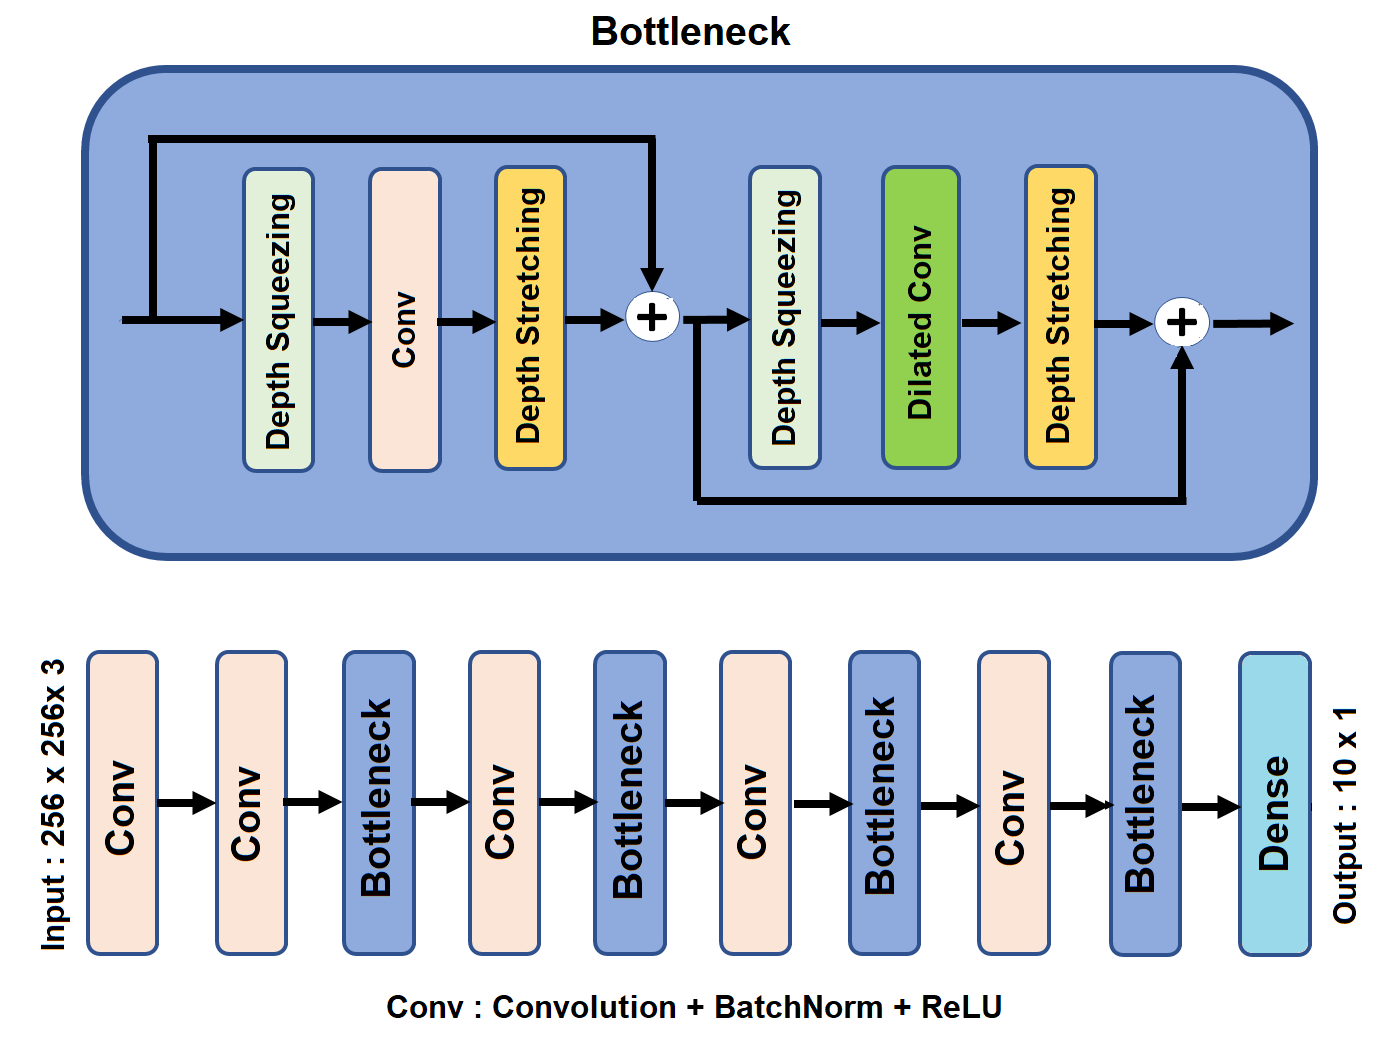 Bottleneck
Depth Squeezing
Conv
Depth Stretching
+
Depth Squeezing
Dilated Conv
Depth Stretching
+
Input : 256 x 256x 3
Conv
Conv
Bottleneck
Conv
Bottleneck
Conv
Bottleneck
Conv
Bottleneck
Dense
Output : 10 x 1
Conv : Convolution + BatchNorm + ReLU